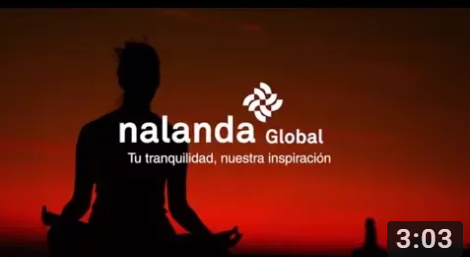 nalanda Global
Tu tranquilidad, nuestra inspiración
3:03